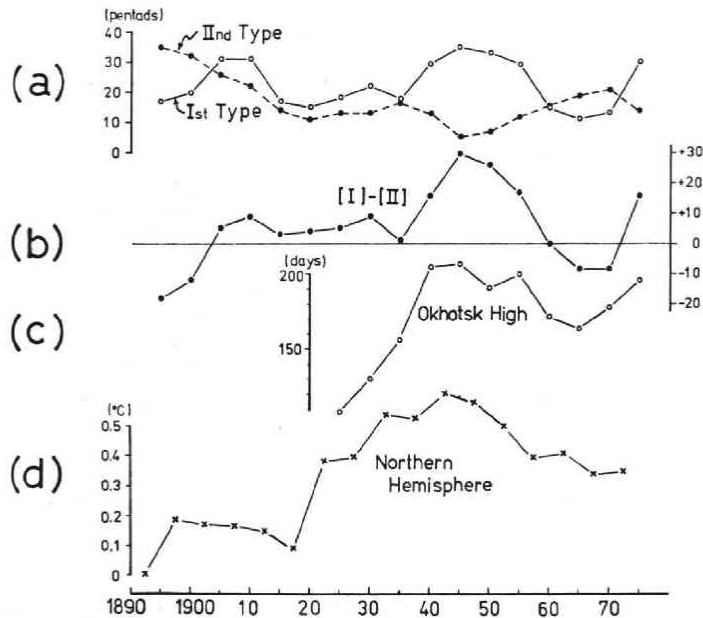 (pentads)
40
30
20
10
0
IInd Type
Ist Type
(a)
+30
+20
+10
0
-10
-20
[I]-[II]
(b)
(days)
200
150
Okhotsk High
(c)
(°C)
0.5
0.4
0.3
0.2
0.1
0
Northern
Hemisphere
(d)
1890 1900 10 20 30 40 50 60 70